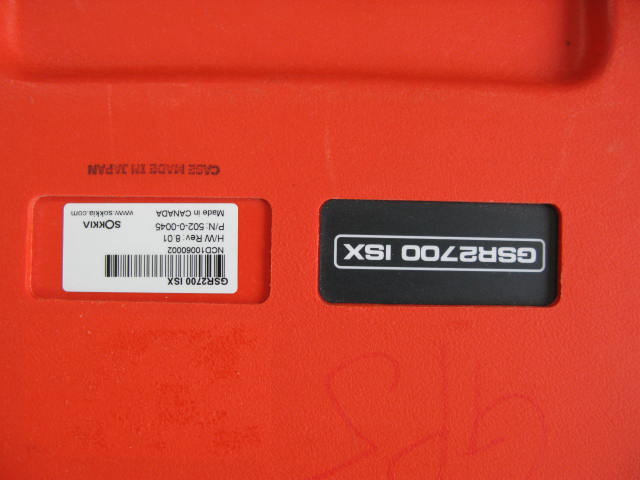 GSR2700 ISX
GSR2700 ISX
NCD10060002
H/W Rev: 8.01
P/N: 502-0-0045
Made in CANADA
SOKKIA www.sokkia.com
CASE MADE IN JAPAN
GPS